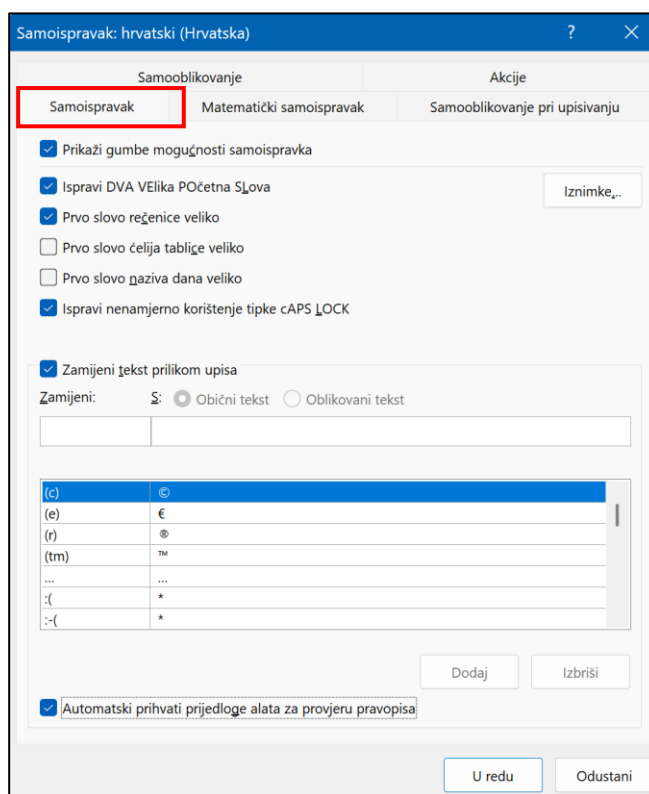 Samoispravak: hrvatski (Hrvatska) ?
Samooblikovanje Akcije
Samoispravak Matematički samoispravak Samooblikovanje pri upisivanju
Prikaži gumbe mogućnosti samoispravka
Ispravi DVA VElika POčetna SLova Iznimke...
Prvo slovo rečenice veliko
Prvo slovo ćelija tablice veliko
Prvo slovo naziva dana veliko
Ispravi nenamjerno korištenje tipke cAPS LOCK
Zamijeni tekst prilikom upisa
Zamijeni: S: Obični tekst Oblikovani tekst
(c) ©
(e) €
(r) ®
(tm) ™
... ...
:( *
:-( *
Dodaj Izbriši
Automatski prihvati prijedloge alata za provjeru pravopisa
U redu Odustani